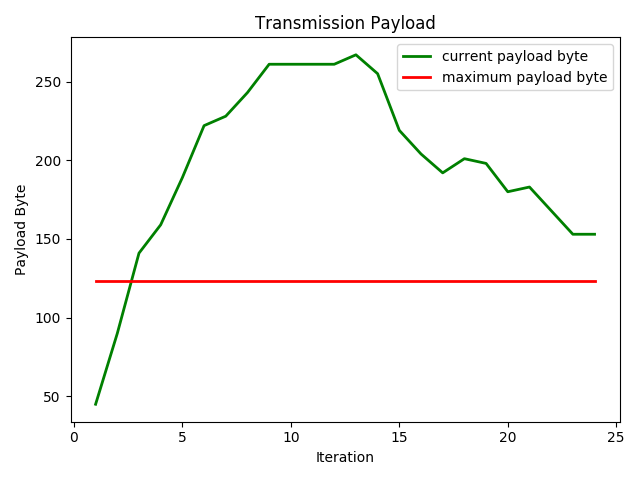 Transmission Payload
current payload byte
maximum payload byte
Payload Byte
250
200
150
100
50
0
5
10
15
20
25
Iteration